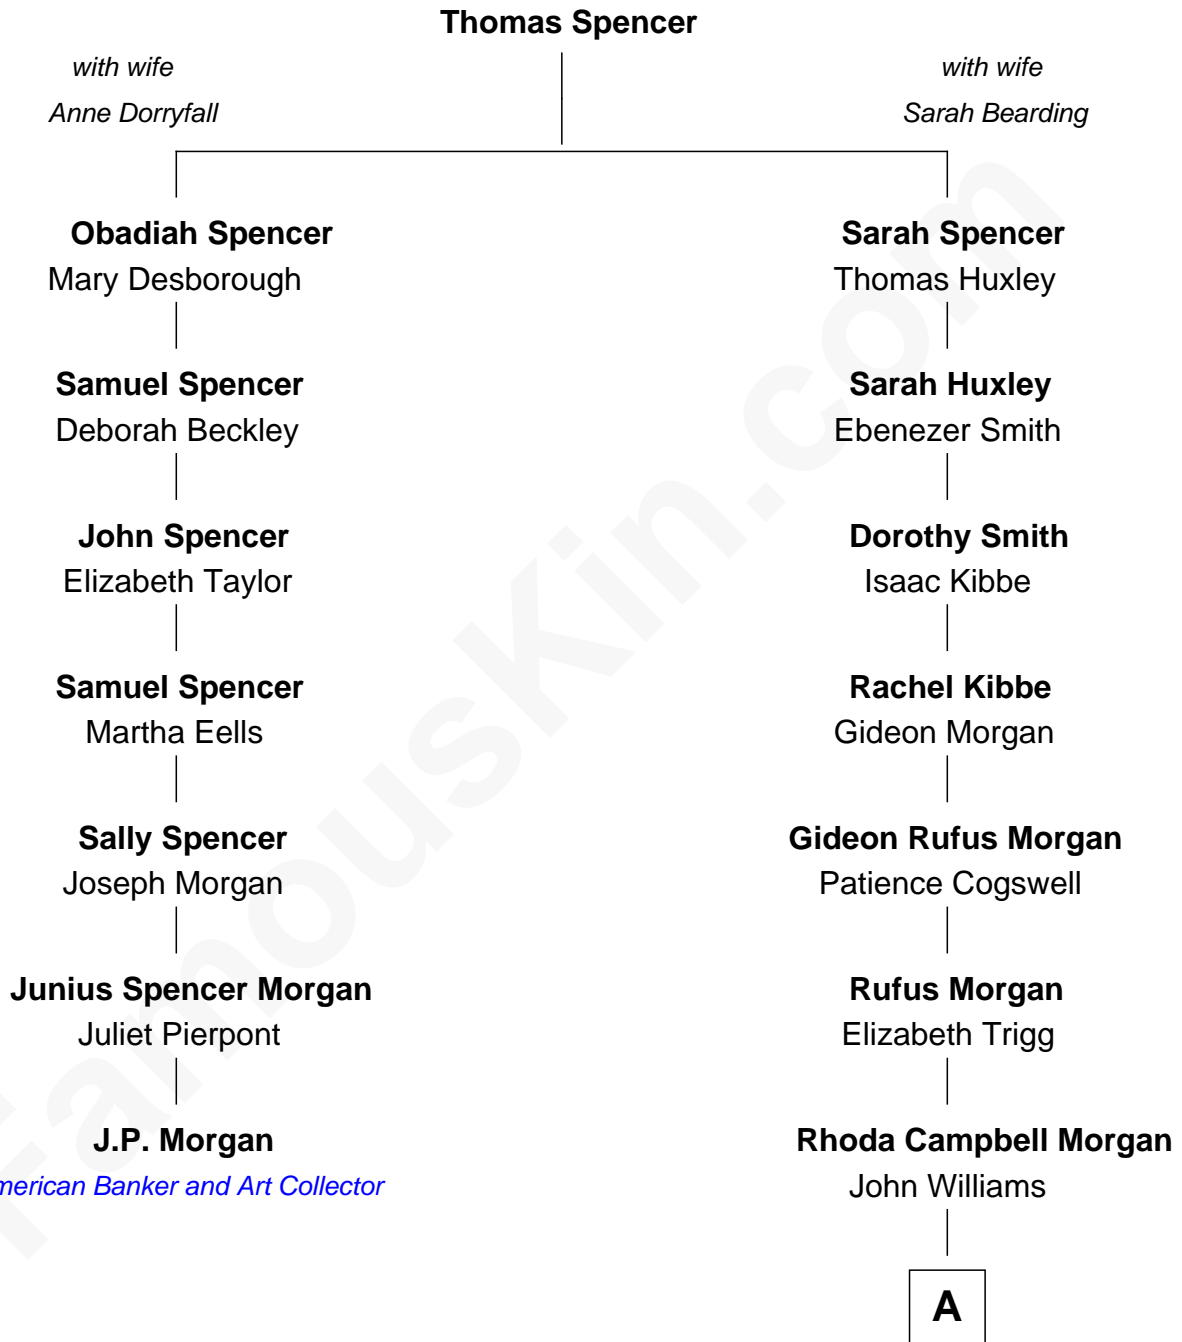 Thomas Spencer
with wife
Anne Dorryfall
with wife
Sarah Bearding
Obadiah Spencer
Mary Desborough
Samuel Spencer
Deborah Beckley
John Spencer
Elizabeth Taylor
Samuel Spencer
Martha Eells
Sally Spencer
Joseph Morgan
Junius Spencer Morgan
Juliet Pierpont
J.P. Morgan
merican Banker and Art Collector
Sarah Spencer
Thomas Huxley
Sarah Huxley
Ebenezer Smith
Dorothy Smith
Isaac Kibbe
Rachel Kibbe
Gideon Morgan
Gideon Rufus Morgan
Patience Cogswell
Rufus Morgan
Elizabeth Trigg
Rhoda Campbell Morgan
John Williams
A
FamousKin.com